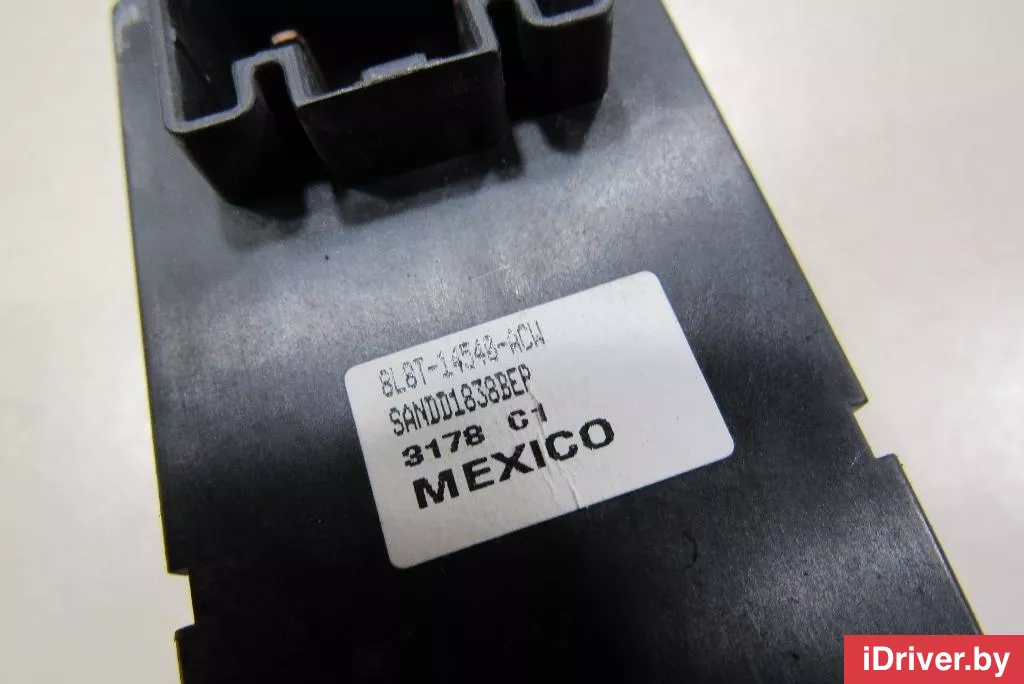 8L8T-14540-ACW
SANDD1838BEP
3178 C1
MEXICO
iDriver.by